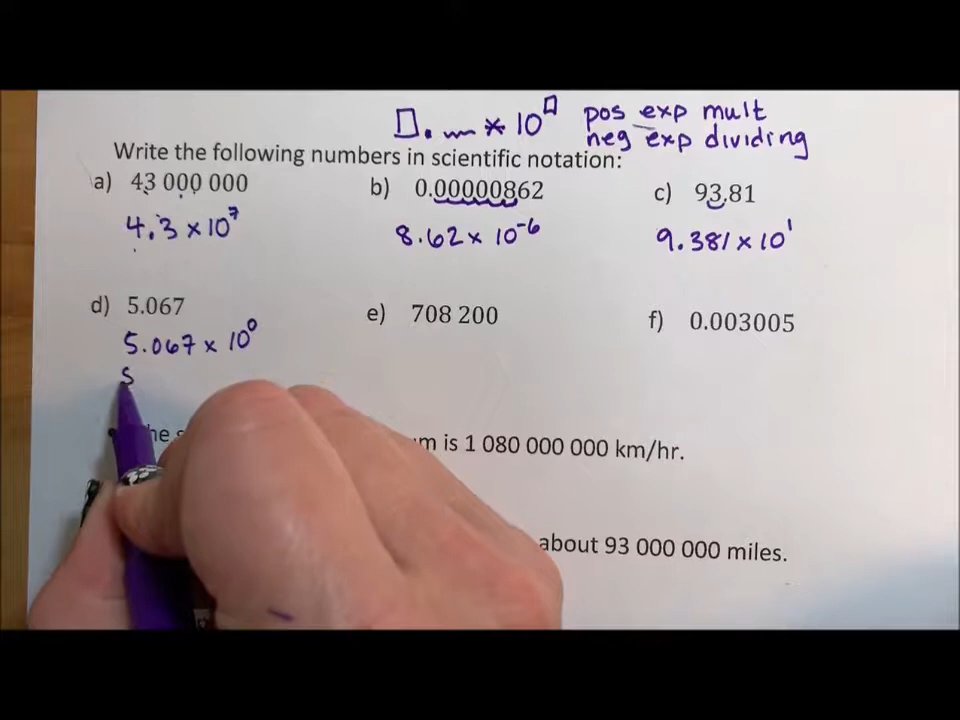 □. ~ * 10^□ pos exp mult
neg exp dividing
Write the following numbers in scientific notation:
a) 43 000 000 b) 0.00000862 c) 93.81
4.3 × 10^7 8.62 × 10^-6 9.381 × 10^1
d) 5.067 e) 708 200 f) 0.003005
5.067 × 10^0
5
is 1 080 000 000 km/hr.
about 93 000 000 miles.